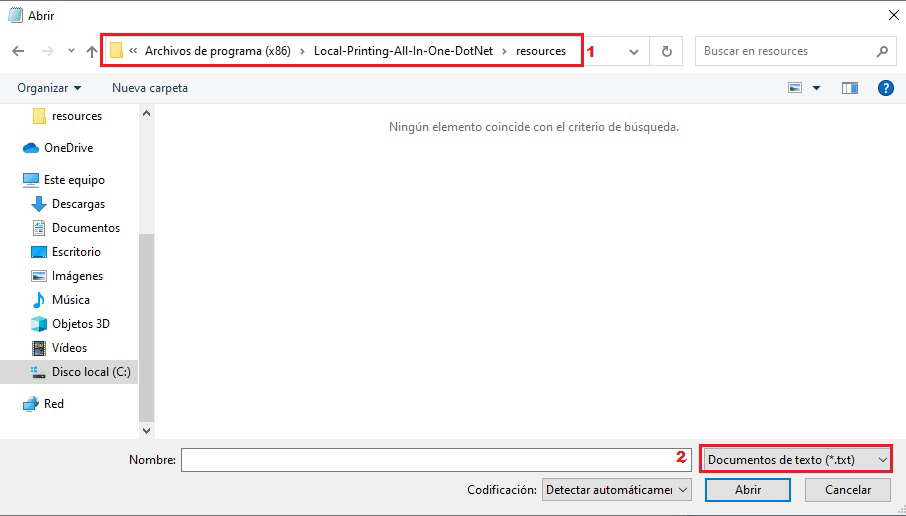 Abrir
« Archivos de programa (x86) > Local-Printing-All-In-One-DotNet > resources 1
Buscar en resources
Organizar
Nueva carpeta
resources
OneDrive
Este equipo
Descargas
Documentos
Escritorio
Imágenes
Música
Objetos 3D
Vídeos
Disco local (C:)
Red
Ningún elemento coincide con el criterio de búsqueda.
Nombre:
2
Documentos de texto (*.txt)
Codificación:
Detectar automáticamen
Abrir
Cancelar